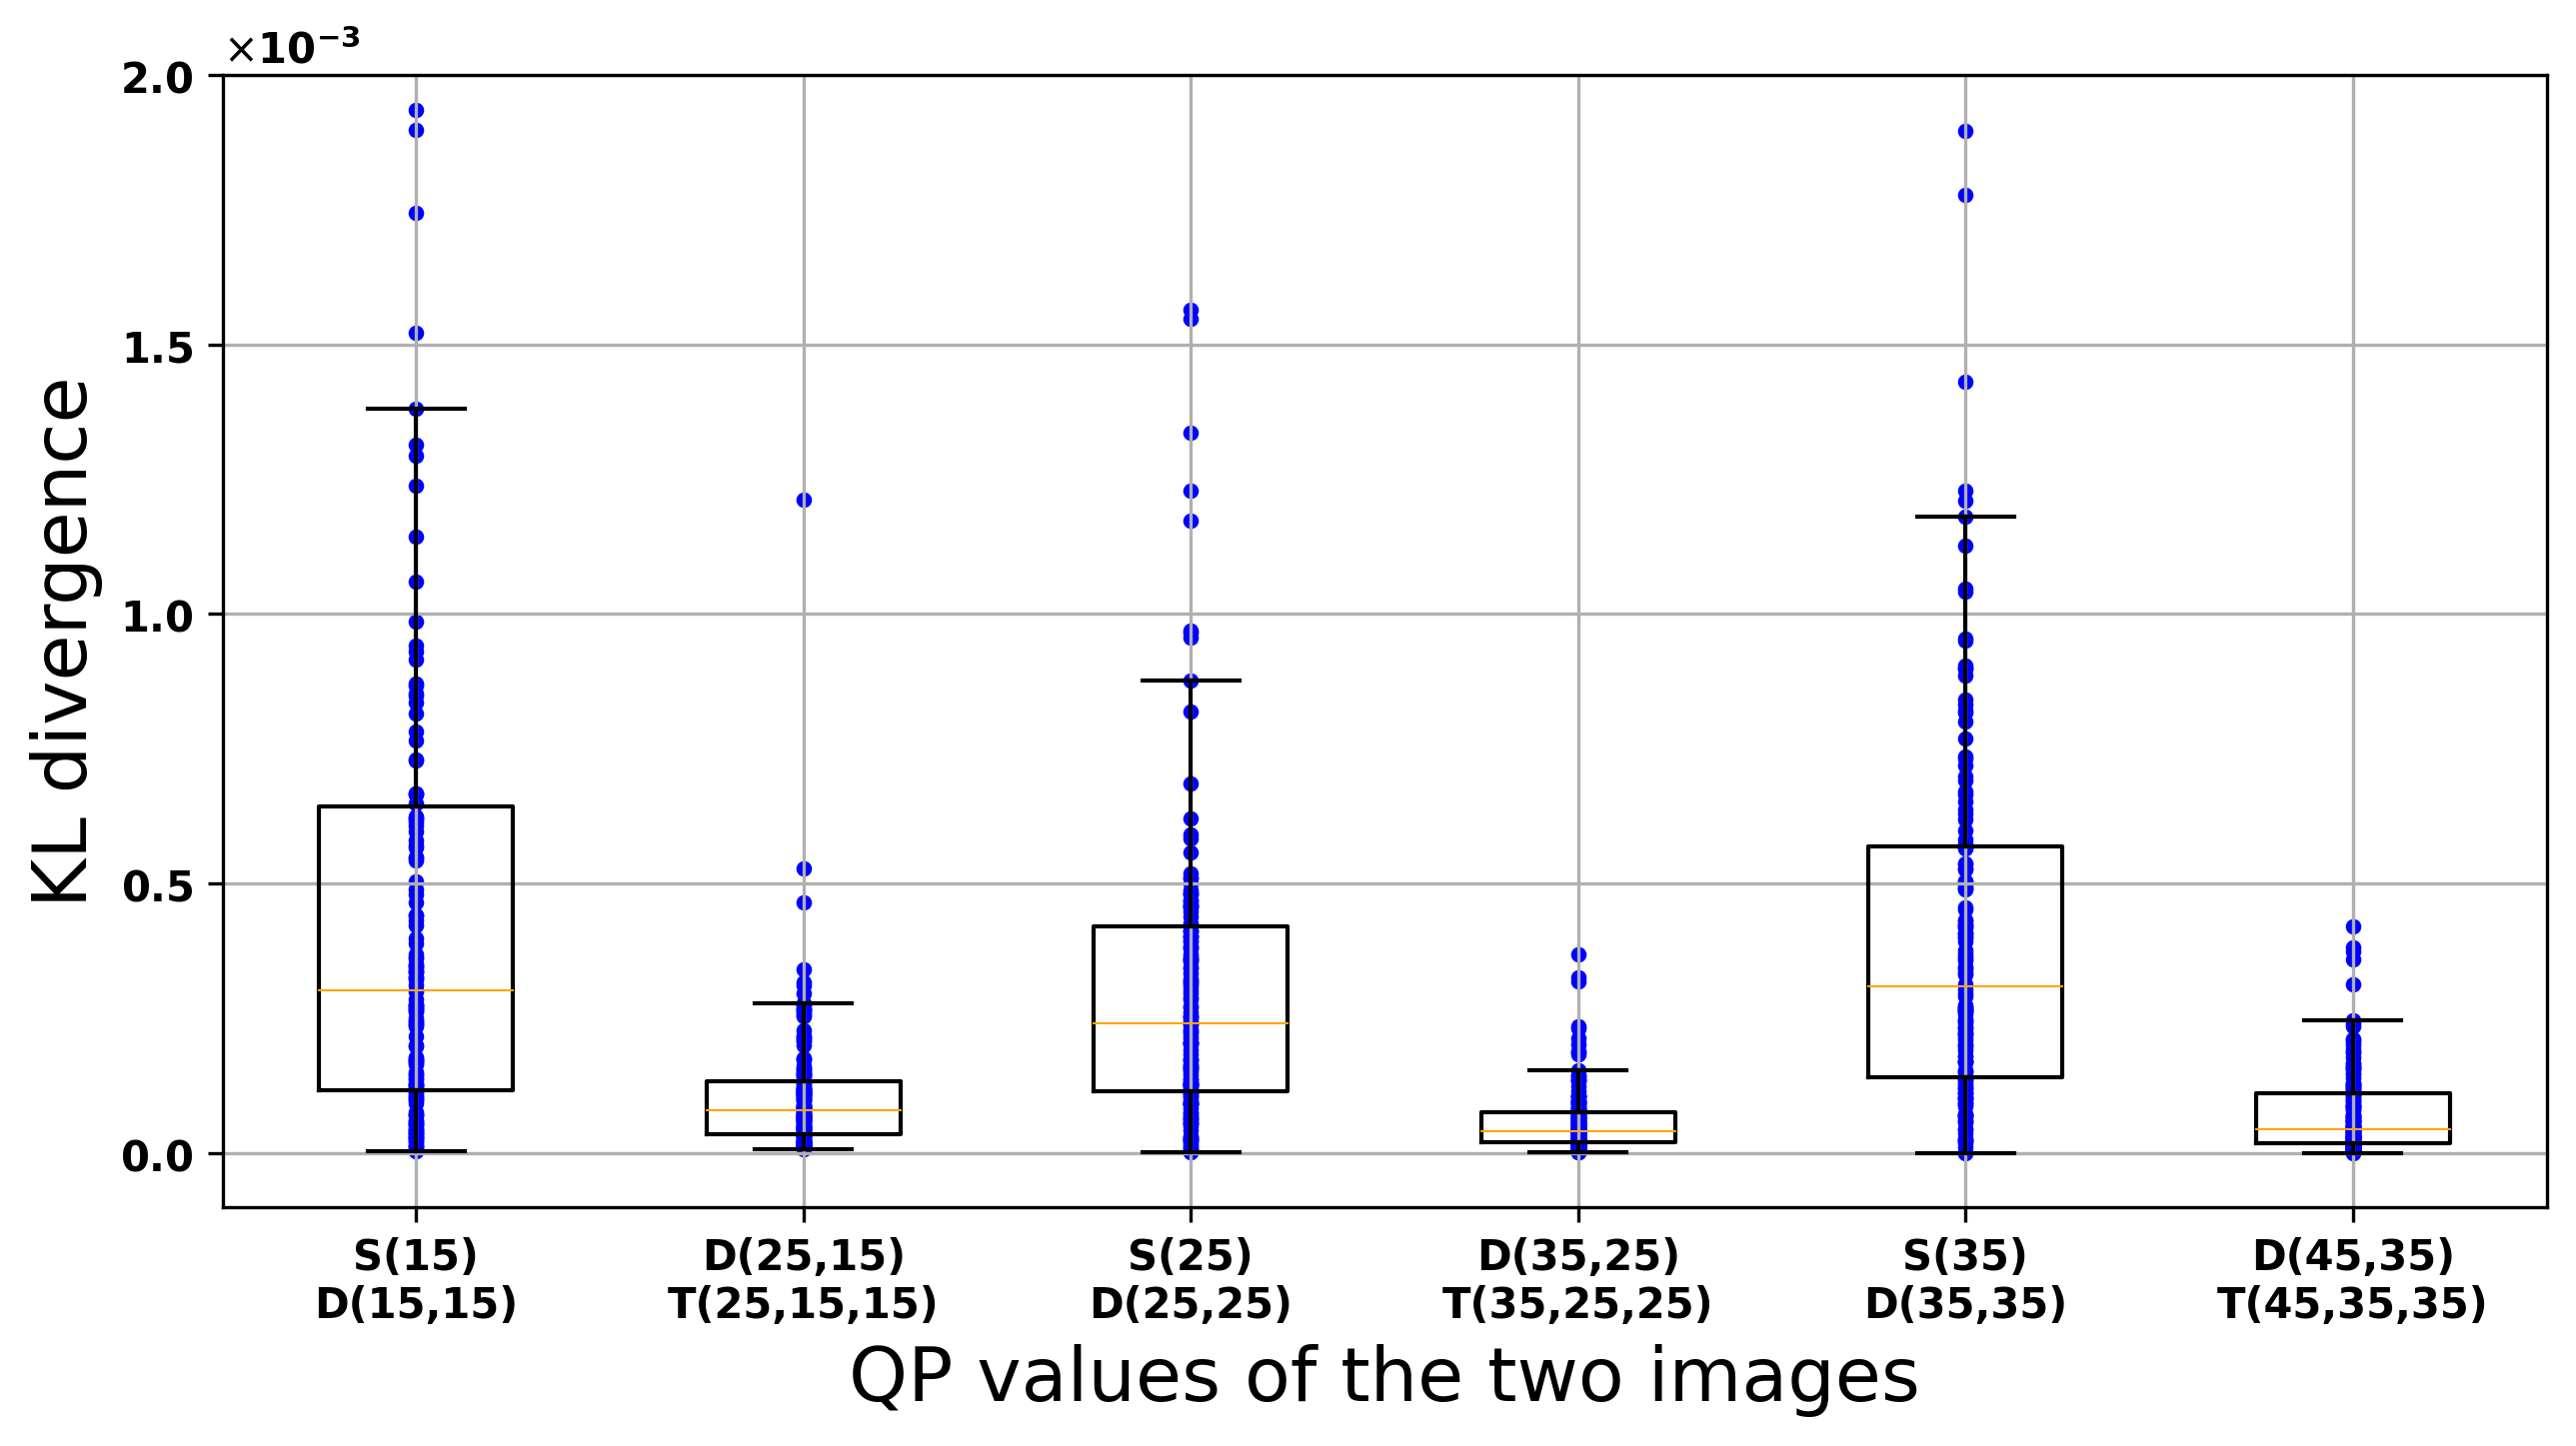 ×10⁻³
2.0
1.5
1.0
0.5
0.0
KL divergence
S(15) D(25,15) S(25) D(35,25) S(35) D(45,35)
D(15,15) T(25,15,15) D(25,25) T(35,25,25) D(35,35) T(45,35,35)
QP values of the two images